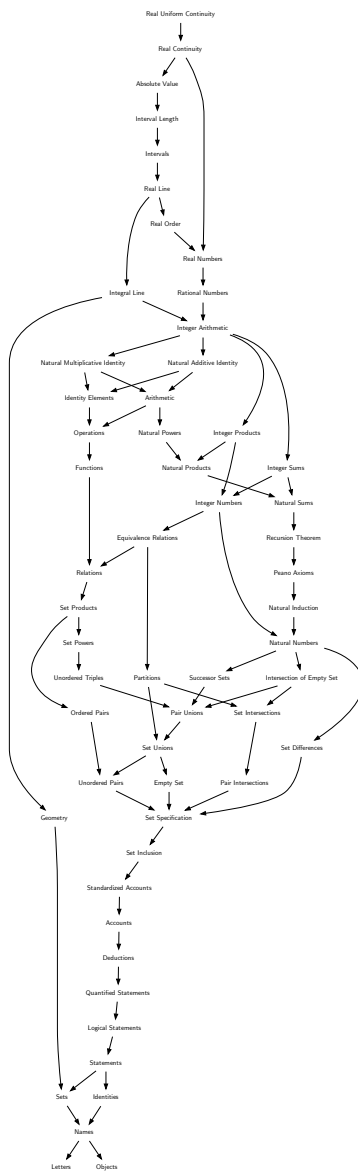 Real Uniform Continuity
Real Continuity
Absolute Value
Interval Length
Intervals
Real Line
Real Order
Real Numbers
Integral Line
Rational Numbers
Integer Arithmetic
Natural Multiplicative Identity
Natural Additive Identity
Identity Elements
Arithmetic
Operations
Natural Powers
Integer Products
Functions
Natural Products
Integer Sums
Integer Numbers
Natural Sums
Equivalence Relations
Recursion Theorem
Relations
Peano Axioms
Set Products
Natural Induction
Set Powers
Natural Numbers
Unordered Triples
Partitions
Successor Sets
Intersection of Empty Set
Ordered Pairs
Pair Unions
Set Intersections
Set Unions
Set Differences
Unordered Pairs
Empty Set
Pair Intersections
Geometry
Set Specification
Set Inclusion
Standardized Accounts
Accounts
Deductions
Quantified Statements
Logical Statements
Statements
Sets
Identities
Names
Letters
Objects